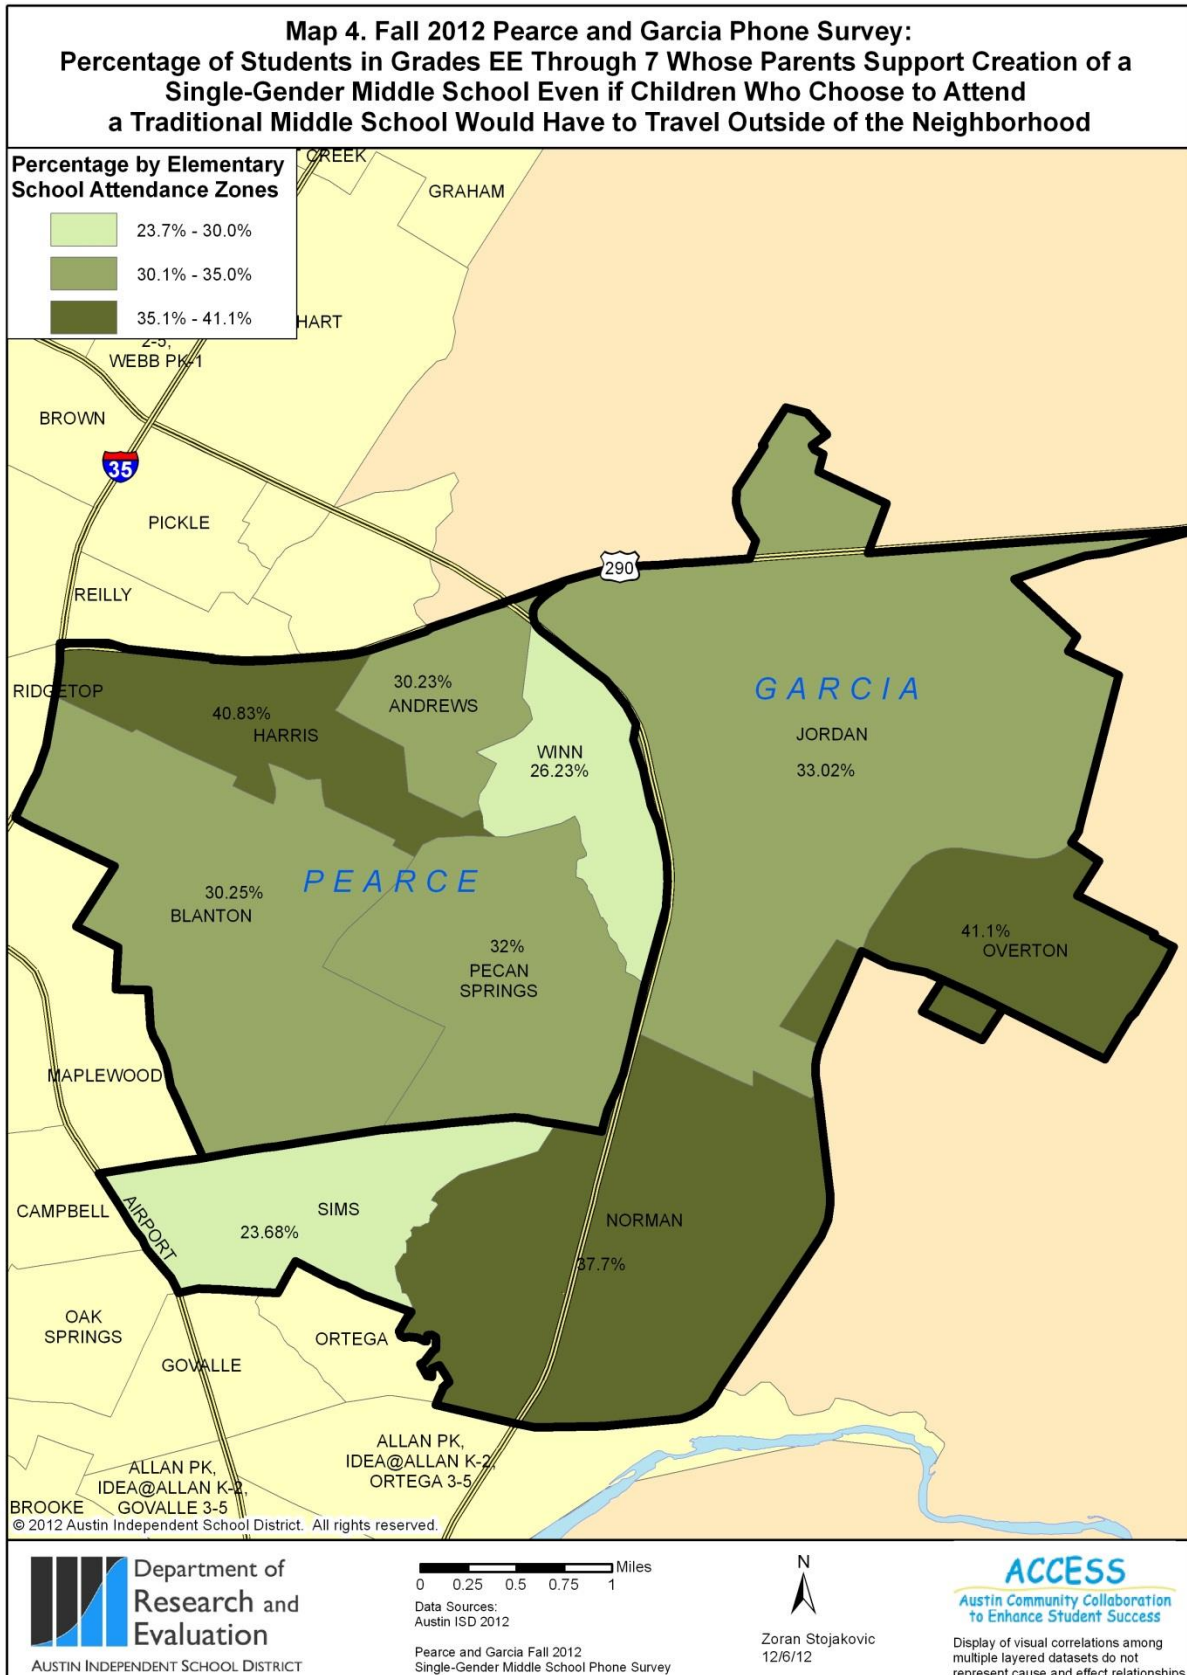 Map 4. Fall 2012 Pearce and Garcia Phone Survey:
Percentage of Students in Grades EE Through 7 Whose Parents Support Creation of a
Single-Gender Middle School Even if Children Who Choose to Attend
a Traditional Middle School Would Have to Travel Outside of the Neighborhood
Percentage by Elementary
School Attendance Zones
23.7% - 30.0%
30.1% - 35.0%
35.1% - 41.1%
CREEK
GRAHAM
HART
2-5,
WEBB PK-1
BROWN
35
PICKLE
290
REILLY
RIDGETOP
40.83%
HARRIS
30.23%
ANDREWS
WINN
26.23%
GARCIA
JORDAN
33.02%
PEARCE
30.25%
BLANTON
32%
PECAN
SPRINGS
41.1%
OVERTON
MAPLEWOOD
CAMPBELL
AIRPORT
SIMS
23.68%
NORMAN
37.7%
OAK
SPRINGS
GOVALLE
ORTEGA
ALLAN PK,
IDEA@ALLAN K-2,
ORTEGA 3-5
ALLAN PK,
IDEA@ALLAN K-2,
GOVALLE 3-5
BROOKE
© 2012 Austin Independent School District. All rights reserved.
Department of
Research and
Evaluation
AUSTIN INDEPENDENT SCHOOL DISTRICT
Miles
0 0.25 0.5 0.75 1
Data Sources:
Austin ISD 2012
Pearce and Garcia Fall 2012
Single-Gender Middle School Phone Survey
N
Zoran Stojakovic
12/6/12
ACCESS
Austin Community Collaboration
to Enhance Student Success
Display of visual correlations among
multiple layered datasets do not
represent cause and effect relationships